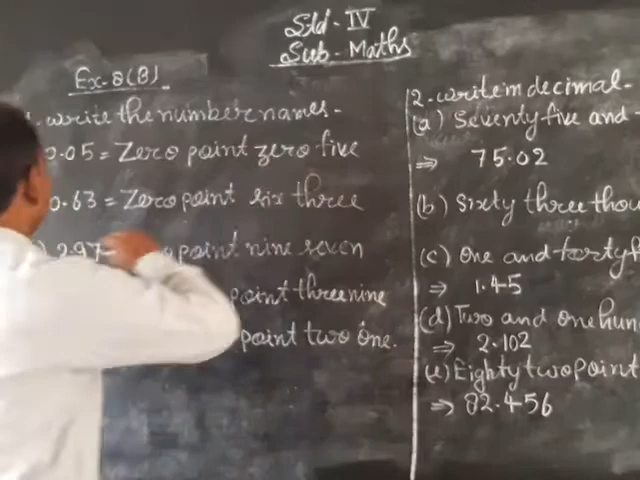 Std - IV
Sub - Maths
Ex-8(B)
write the number names -
0.05 = Zero point zero five
0.63 = Zero point six three
2.97 = point nine seven
point three nine
point two one.
2. write in decimal.
(a) Seventy five and
⇒ 75.02
(b) Sixty three
(c) One and forty
⇒ 1.45
(d) Two and one
⇒ 2.102
(e) Eighty two point
⇒ 82.456